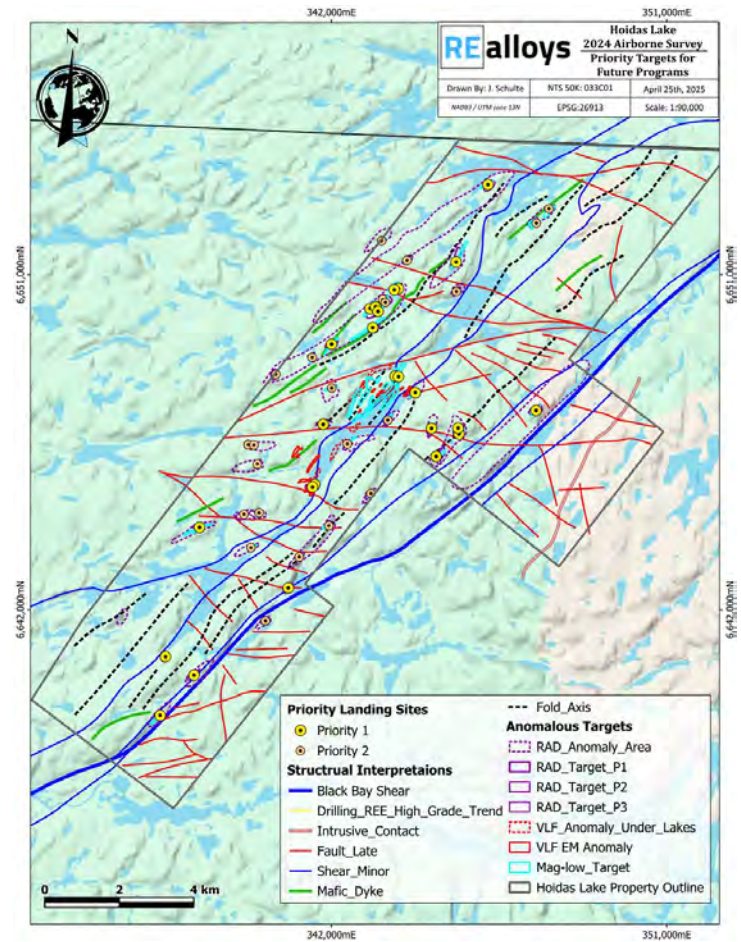 342,000mE
351,000mE
N
REalloys
Hoidas Lake
2024 Airborne Survey
Priority Targets for
Future Programs
Drawn By: J. Schulte
NTS 50K: 033C01
April 25th, 2025
NAD83 / UTM zone 13N
EPSG:26913
Scale: 1:90,000
6,651,000mN
6,651,000mN
6,642,000mN
6,642,000mN
Priority Landing Sites
Priority 1
Priority 2
Structrual Interpretaions
Black Bay Shear
Drilling_REE_High_Grade_Trend
Intrusive_Contact
Fault_Late
Shear_Minor
Mafic_Dyke
Fold_Axis
Anomalous Targets
RAD_Anomaly_Area
RAD_Target_P1
RAD_Target_P2
RAD_Target_P3
VLF_Anomaly_Under_Lakes
VLF EM Anomaly
Mag-low_Target
Hoidas Lake Property Outline
0 2 4 km
342,000mE
351,000mE